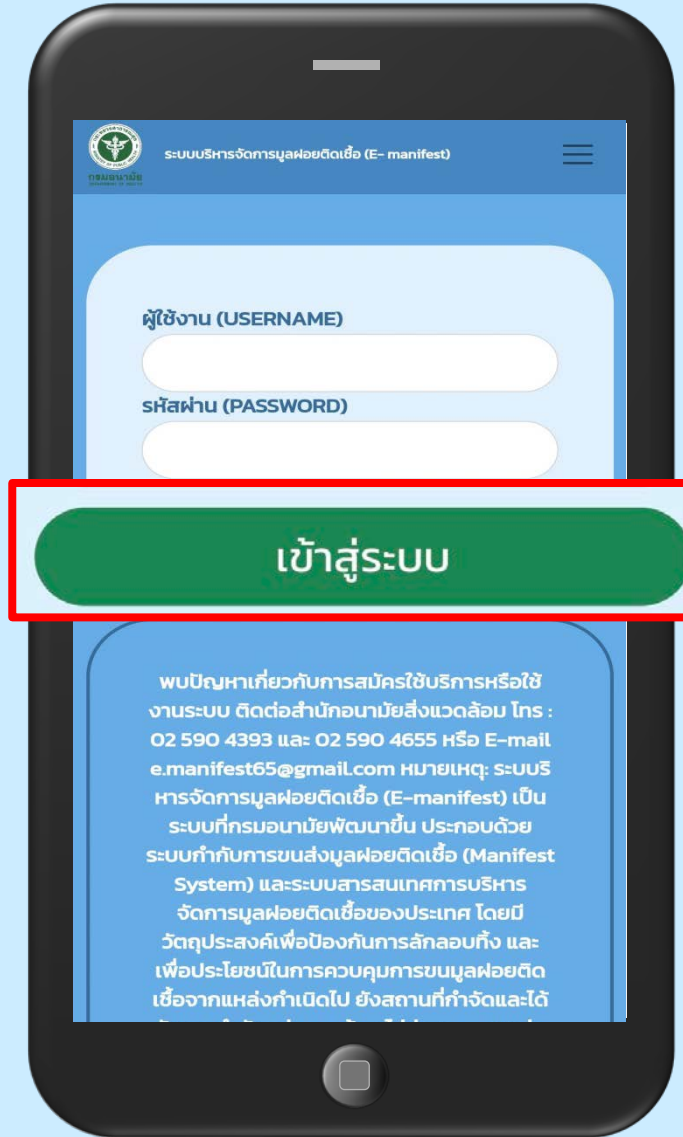 ระบบบริหารจัดการมูลฝอยติดเชื้อ (E- manifest)
กรมอนามัย
ผู้ใช้งาน (USERNAME)
รหัสผ่าน (PASSWORD)
เข้าสู่ระบบ
พบปัญหาเกี่ยวกับการสมัครใช้บริการหรือใช้
งานระบบ ติดต่อสำนักอนามัยสิ่งแวดล้อม โทร :
02 590 4393 และ 02 590 4655 หรือ E-mail
e.manifest65@gmail.com หมายเหตุ: ระบบริ
หารจัดการมูลฝอยติดเชื้อ (E-manifest) เป็น
ระบบที่กรมอนามัยพัฒนาขึ้น ประกอบด้วย
ระบบกำกับการขนส่งมูลฝอยติดเชื้อ (Manifest
System) และระบบสารสนเทศการบริหาร
จัดการมูลฝอยติดเชื้อของประเทศ โดยมี
วัตถุประสงค์เพื่อป้องกันการลักลอบทิ้ง และ
เพื่อประโยชน์ในการควบคุมการขนมูลฝอยติด
เชื้อจากแหล่งกำเนิดไป ยังสถานที่กำจัดและได้